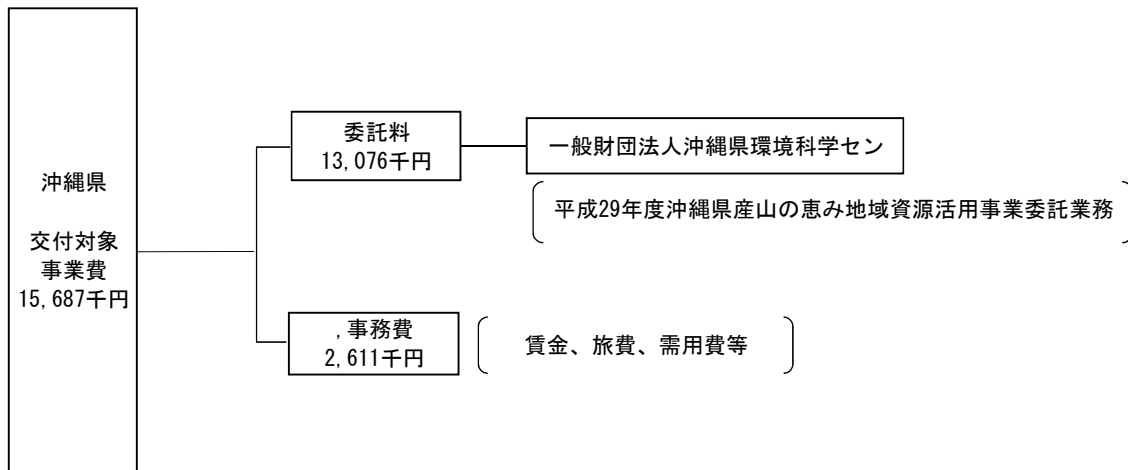 沖縄県
交付対象
事業費
15,687千円
委託料
13,076千円
一般財団法人沖縄県環境科学セン
平成29年度沖縄県産山の恵み地域資源活用事業委託業務
,事務費
2,611千円
賃金、旅費、需用費等